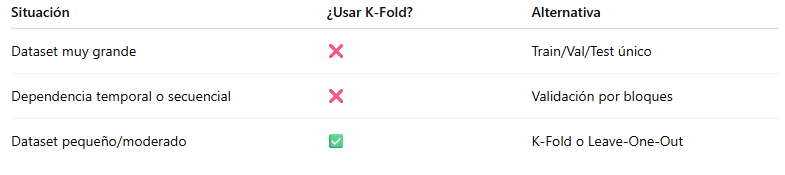 Situación ¿Usar K-Fold? Alternativa
Dataset muy grande ❌ Train/Val/Test único
Dependencia temporal o secuencial ❌ Validación por bloques
Dataset pequeño/moderado ✅ K-Fold o Leave-One-Out